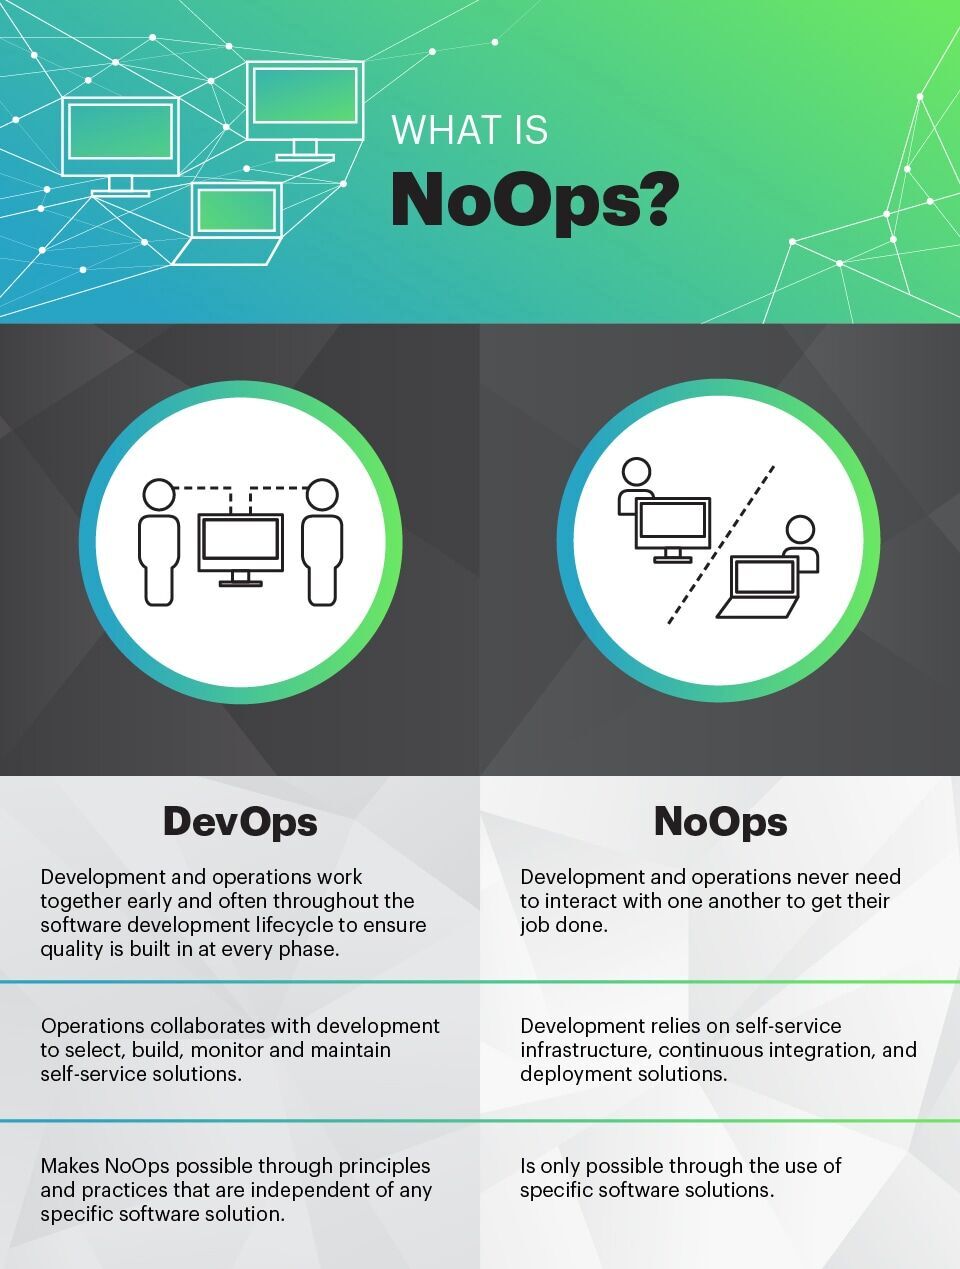 WHAT IS
NoOps?
DevOps
Development and operations work
together early and often throughout the
software development lifecycle to ensure
quality is built in at every phase.
Operations collaborates with development
to select, build, monitor and maintain
self-service solutions.
Makes NoOps possible through principles
and practices that are independent of any
specific software solution.
NoOps
Development and operations never need
to interact with one another to get their
job done.
Development relies on self-service
infrastructure, continuous integration, and
deployment solutions.
Is only possible through the use of
specific software solutions.